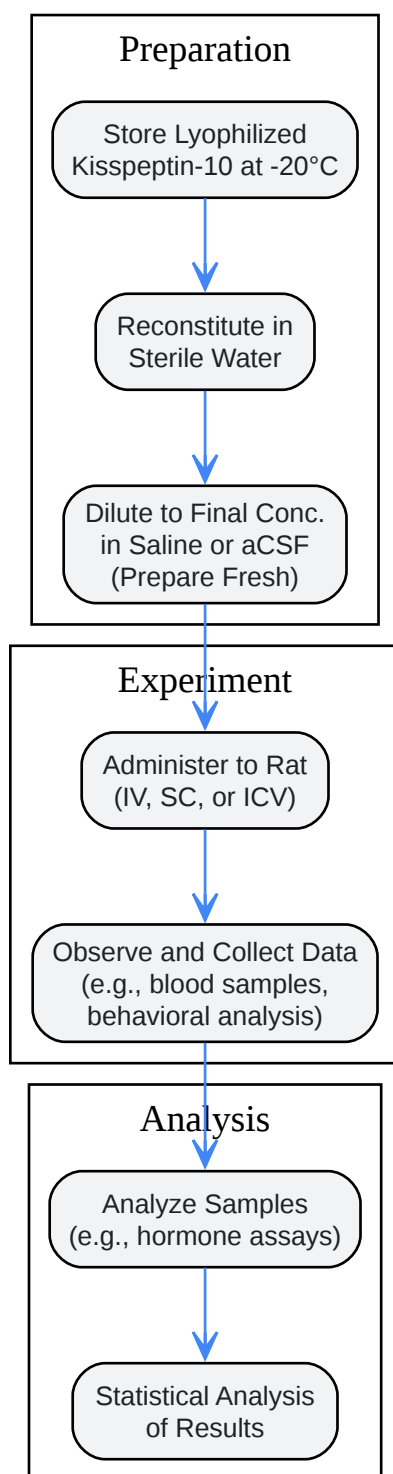 Preparation
Store Lyophilized
Kisspeptin-10 at -20°C
Reconstitute in
Sterile Water
Dilute to Final Conc.
in Saline or aCSF
(Prepare Fresh)
Experiment
Administer to Rat
(IV, SC, or ICV)
Observe and Collect Data
(e.g., blood samples,
behavioral analysis)
Analysis
Analyze Samples
(e.g., hormone assays)
Statistical Analysis
of Results